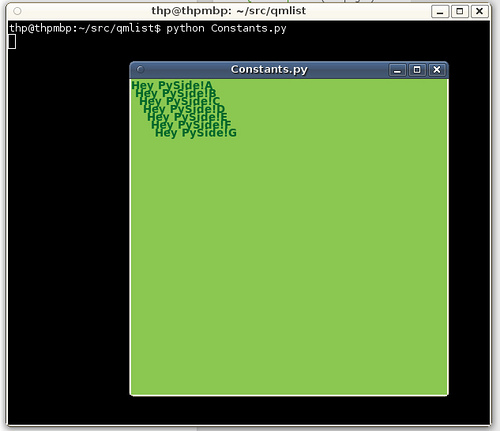 thp@thpmbp: ~/src/qmlist
thp@thpmbp:~/src/qmlist$ python Constants.py
Constants.py
Hey PySide!A
Hey PySide!B
Hey PySide!C
Hey PySide!D
Hey PySide!E
Hey PySide!F
Hey PySide!G